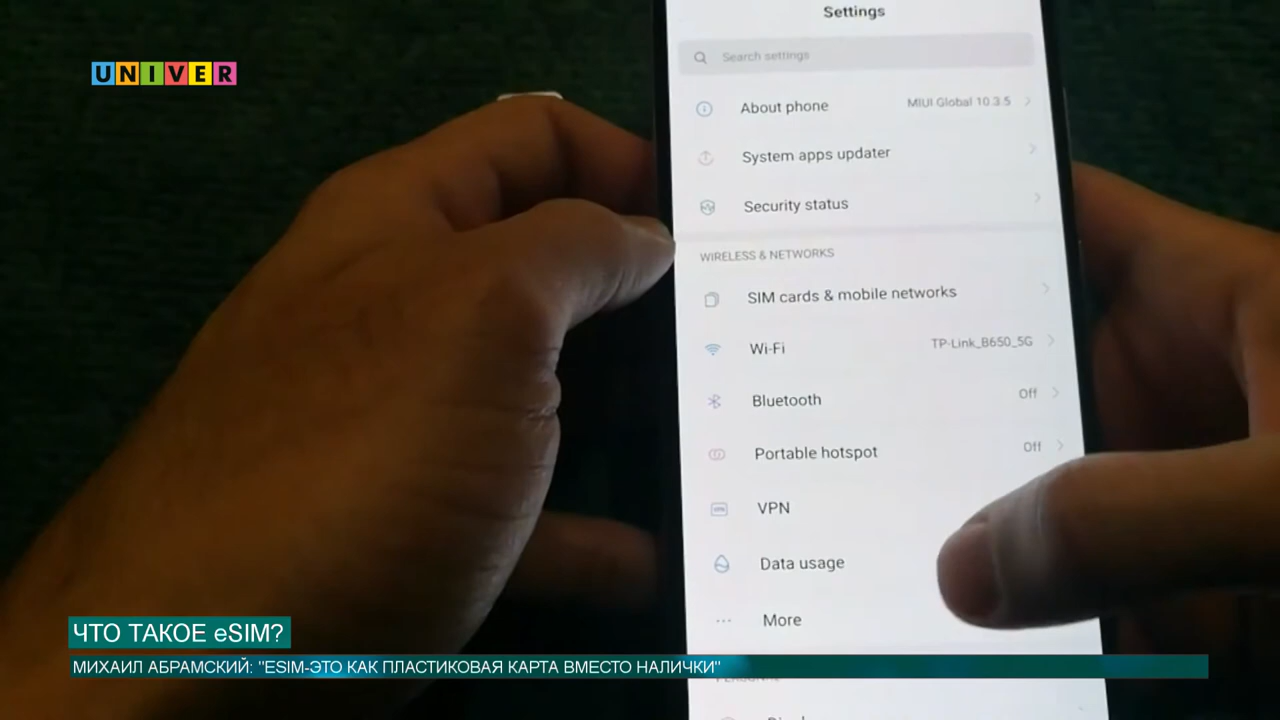 Settings
UNIVER
Search settings
About phone MIUI Global 10.3.5
System apps updater
Security status
WIRELESS & NETWORKS
SIM cards & mobile networks
Wi-Fi TP-Link_B650_5G
Bluetooth Off
Portable hotspot Off
VPN
Data usage
More
ЧТО ТАКОЕ eSIM?
МИХАИЛ АБРАМСКИЙ: "ESIM-ЭТО КАК ПЛАСТИКОВАЯ КАРТА ВМЕСТО НАЛИЧКИ"